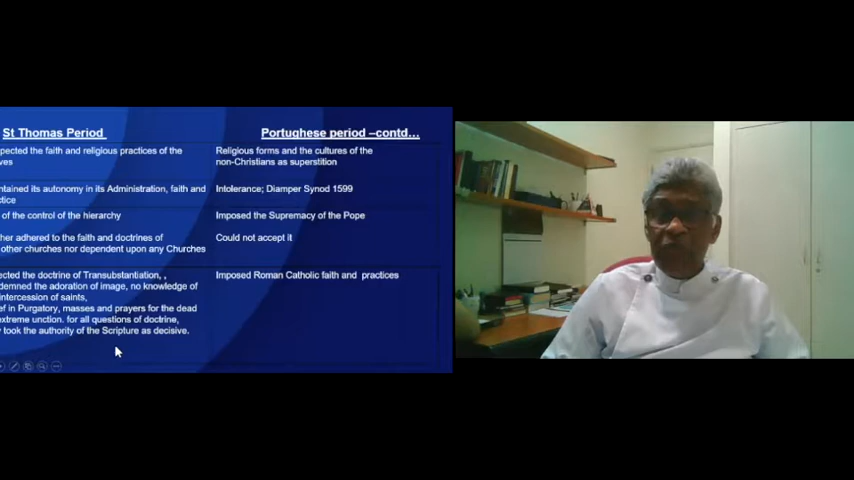 St Thomas Period
Portughese period –contd…
pected the faith and religious practices of the
ves
Religious forms and the cultures of the
non-Christians as superstition
ntained its autonomy in its Administration, faith and
ctice
Intolerance; Diamper Synod 1599
of the control of the hierarchy
Imposed the Supremacy of the Pope
her adhered to the faith and doctrines of
other churches nor dependent upon any Churches
Could not accept it
ected the doctrine of Transubstantiation, ,
demned the adoration of image, no knowledge of
intercession of saints,
ef in Purgatory, masses and prayers for the dead
extreme unction. for all questions of doctrine,
y took the authority of the Scripture as decisive.
Imposed Roman Catholic faith and practices